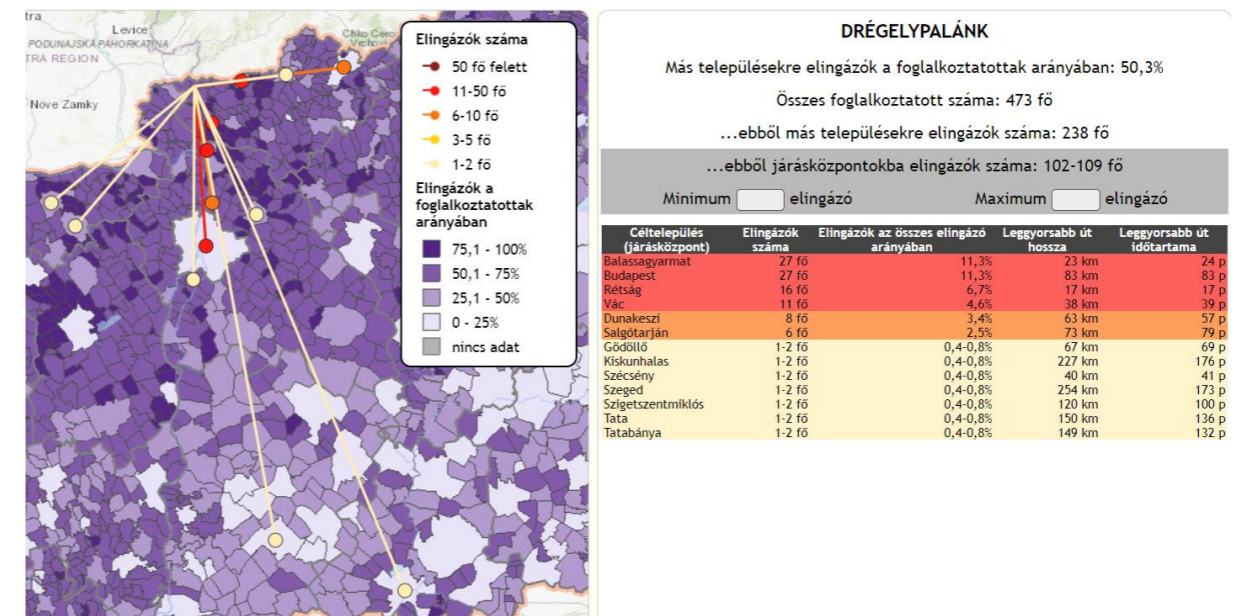 tra
Levice
PODUNAJSKÁ PAHORKATINA
TRA REGION
Nové Zámky
Elingázók száma
50 fő felett
11-50 fő
6-10 fő
3-5 fő
1-2 fő
Elingázók a
foglalkoztatottak
arányában
75,1 - 100%
50,1 - 75%
25,1 - 50%
0 - 25%
nincs adat
DRÉGELYPALÁNK
Más településekre elingázók a foglalkoztatottak arányában: 50,3%
Összes foglalkoztatott száma: 473 fő
...ebből más településekre elingázók száma: 238 fő
...ebből járásközpontokba elingázók száma: 102-109 fő
Minimum elingázó Maximum elingázó
Céltelepülés Elingázók Elingázók az összes elingázó Leggyorsabb út Leggyorsabb út
(járásközpont) száma arányában hossza időtartama
Balassagyarmat 27 fő 11,3% 23 km 24 p
Budapest 27 fő 11,3% 83 km 83 p
Rétság 16 fő 6,7% 17 km 17 p
Vác 11 fő 4,6% 38 km 39 p
Dunakeszi 8 fő 3,4% 63 km 57 p
Salgótarján 6 fő 2,5% 73 km 79 p
Gödöllő 1-2 fő 0,4-0,8% 67 km 69 p
Kiskunhalas 1-2 fő 0,4-0,8% 227 km 176 p
Szécsény 1-2 fő 0,4-0,8% 40 km 41 p
Szeged 1-2 fő 0,4-0,8% 254 km 173 p
Szigetszentmiklós 1-2 fő 0,4-0,8% 120 km 100 p
Tata 1-2 fő 0,4-0,8% 150 km 136 p
Tatabánya 1-2 fő 0,4-0,8% 149 km 132 p